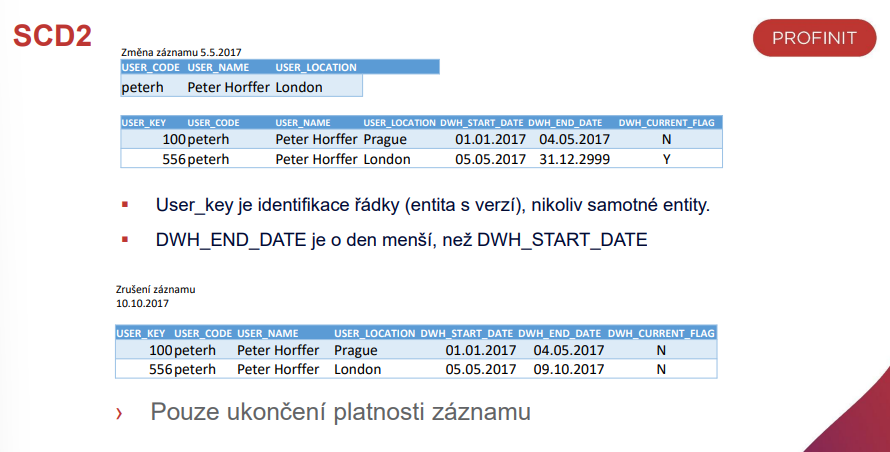 SCD2
PROFINIT
Změna záznamu 5.5.2017
USER_CODE USER_NAME USER_LOCATION
peterh Peter Horffer London
USER_KEY USER_CODE USER_NAME USER_LOCATION DWH_START_DATE DWH_END_DATE DWH_CURRENT_FLAG
100 peterh Peter Horffer Prague 01.01.2017 04.05.2017 N
556 peterh Peter Horffer London 05.05.2017 31.12.2999 Y
▪ User_key je identifikace řádky (entita s verzí), nikoliv samotné entity.
▪ DWH_END_DATE je o den menší, než DWH_START_DATE
Zrušení záznamu
10.10.2017
USER_KEY USER_CODE USER_NAME USER_LOCATION DWH_START_DATE DWH_END_DATE DWH_CURRENT_FLAG
100 peterh Peter Horffer Prague 01.01.2017 04.05.2017 N
556 peterh Peter Horffer London 05.05.2017 09.10.2017 N
› Pouze ukončení platnosti záznamu